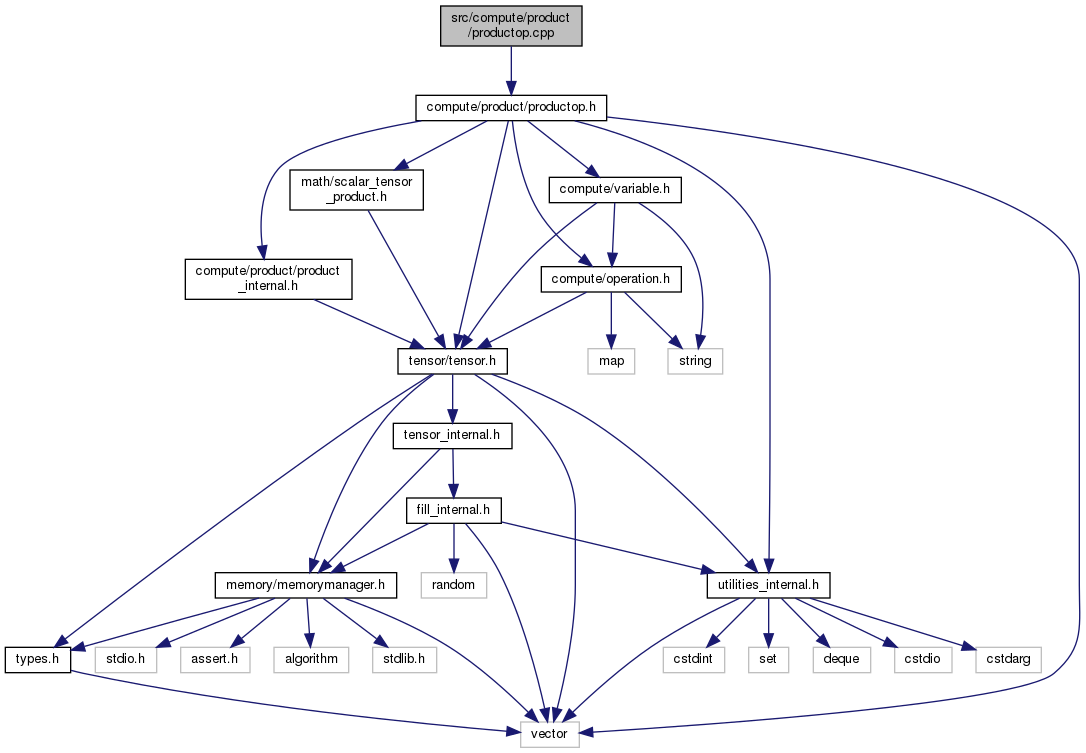 src/compute/product
/productop.cpp
compute/product/productop.h
math/scalar_tensor
_product.h
compute/variable.h
compute/product/product
_internal.h
compute/operation.h
tensor/tensor.h
map
string
tensor_internal.h
fill_internal.h
memory/memorymanager.h
random
utilities_internal.h
types.h
stdio.h
assert.h
algorithm
stdlib.h
cstdint
set
deque
cstdio
cstdarg
vector